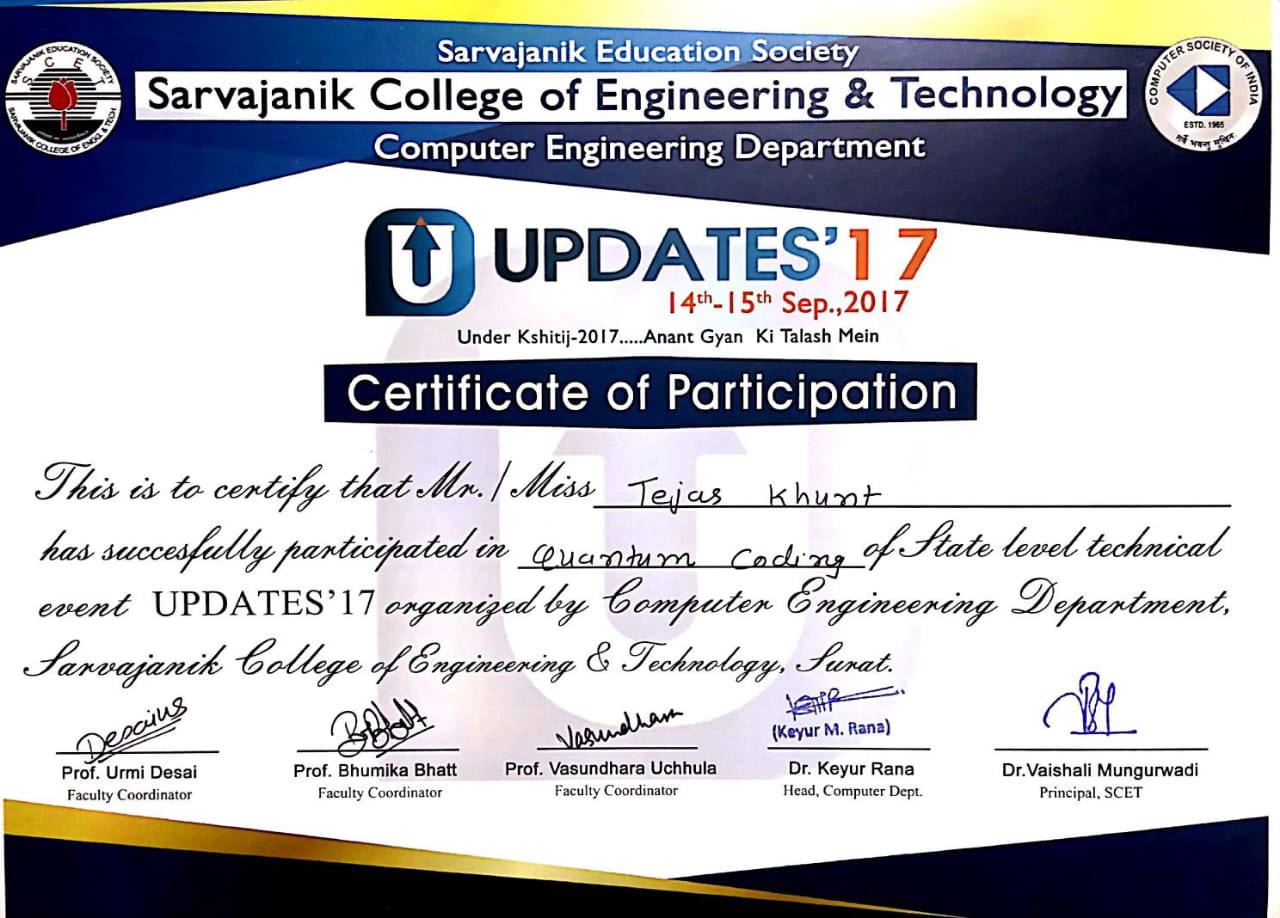 Sarvajanik Education Society
Sarvajanik College of Engineering & Technology
Computer Engineering Department
SARVAJANIK EDUCATION SOCIETY
S C E T
SARVAJANIK COLLEGE OF ENGG. & TECH.
COMPUTER SOCIETY OF INDIA
ESTD. 1965
U UPDATES'17
14th-15th Sep.,2017
Under Kshitij-2017.....Anant Gyan Ki Talash Mein
Certificate of Participation
This is to certify that Mr./Miss Tejas Khunt
has succesfully participated in Quantum Coding of State level technical
event UPDATES'17 organized by Computer Engineering Department,
Sarvajanik College of Engineering & Technology, Surat.
Vasundhara
(Keyur M. Rana)
Prof. Urmi Desai Prof. Bhumika Bhatt Prof. Vasundhara Uchhula Dr. Keyur Rana Dr.Vaishali Mungurwadi
Faculty Coordinator Faculty Coordinator Faculty Coordinator Head, Computer Dept. Principal, SCET